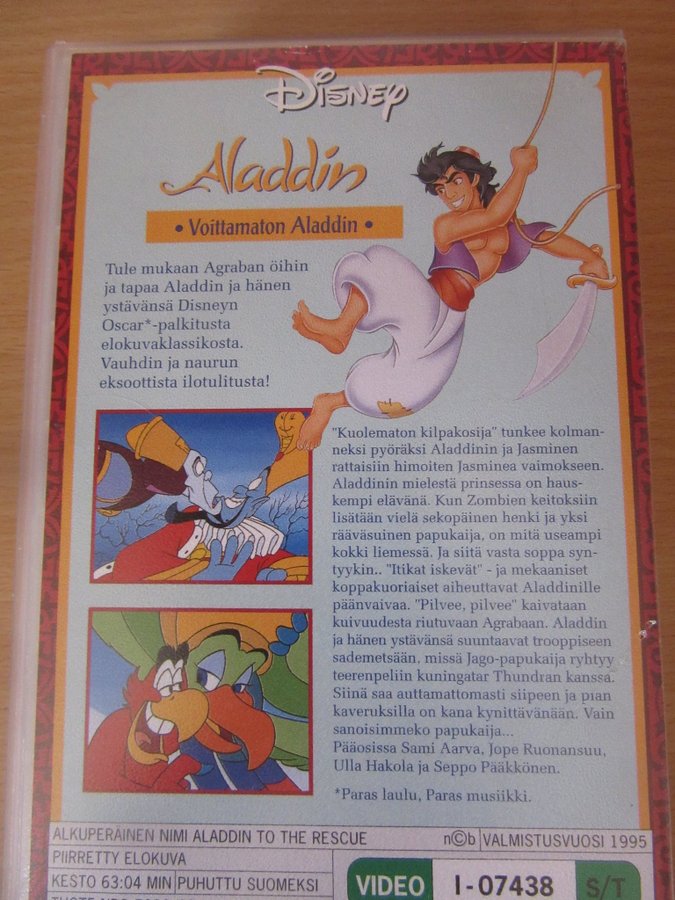 Disney
Aladdin
• Voittamaton Aladdin •
Tule mukaan Agraban öihin
ja tapaa Aladdin ja hänen
ystävänsä Disneyn
Oscar*-palkitusta
elokuvaklassikosta.
Vauhdin ja naurun
eksoottista ilotulitusta!
"Kuolematon kilpakosija" tunkee kolman-
neksi pyöräksi Aladdinin ja Jasminen
rattaisiin himoiten Jasminea vaimokseen.
Aladdinin mielestä prinsessa on haus-
kempi elävänä. Kun Zombien keitoksiin
lisätään vielä sekopäinen henki ja yksi
rääväsuinen papukaija, on mitä useampi
kokki liemessä. Ja siitä vasta soppa syn-
tyykin.. "Itikat iskevät" - ja mekaaniset
koppakuoriaiset aiheuttavat Aladdinille
päänvaivaa. "Pilvee, pilvee" kaivataan
kuivuudesta riutuvaan Agrabaan. Aladdin
ja hänen ystävänsä suuntaavat trooppiseen
sademetsään, missä Jago-papukaija ryhtyy
teerenpeliin kuningatar Thundran kanssa.
Siinä saa auttamattomasti siipeen ja pian
kaveruksilla on kana kynittävänään. Vain
sanoisimmeko papukaija...
Pääosissa Sami Aarva, Jope Ruonansuu,
Ulla Hakola ja Seppo Pääkkönen.
*Paras laulu, Paras musiikki.
ALKUPERÄINEN NIMI ALADDIN TO THE RESCUE
n©b VALMISTUSVUOSI 1995
PIIRRETTY ELOKUVA
KESTO 63:04 MIN PUHUTTU SUOMEKSI
VIDEO I-07438 S/T